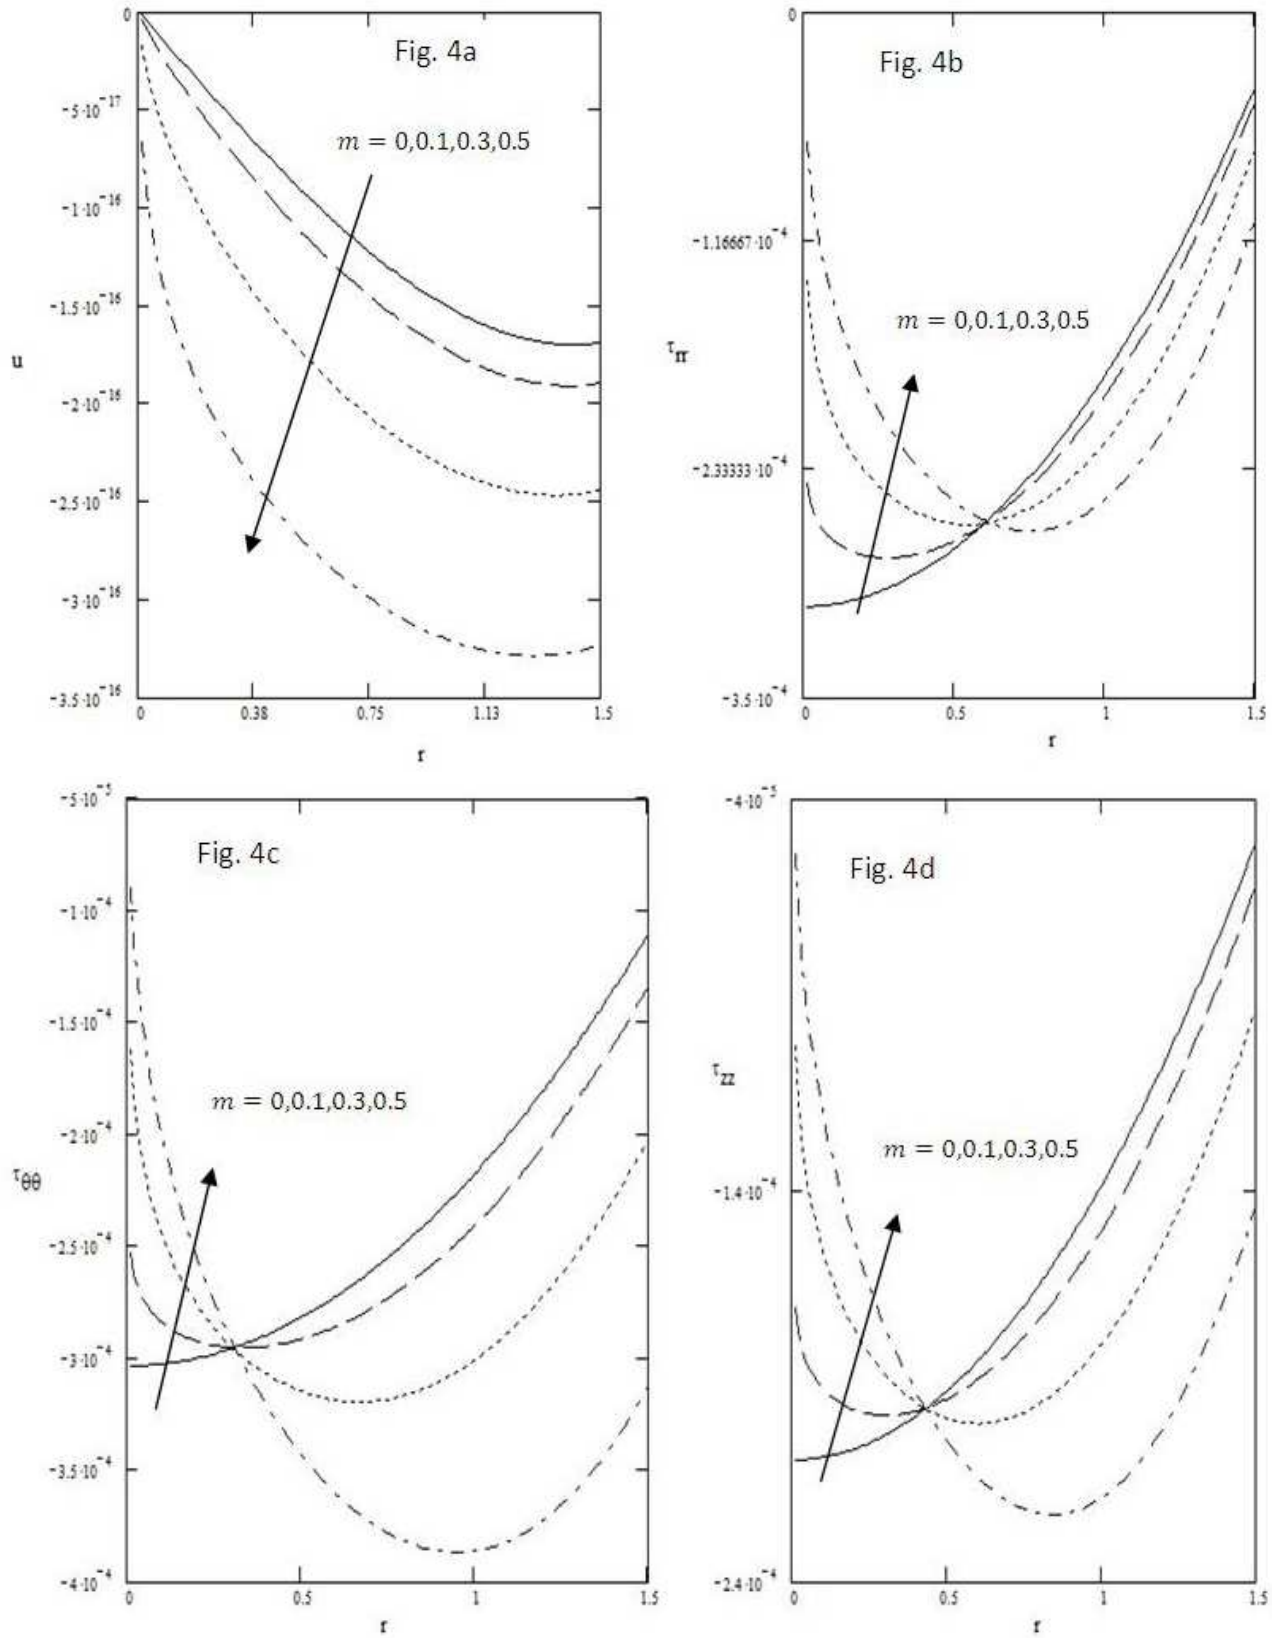 Fig. 4a
m = 0,0.1,0.3,0.5
u
0
−5·10⁻¹⁷
−1·10⁻¹⁶
−1.5·10⁻¹⁶
−2·10⁻¹⁶
−2.5·10⁻¹⁶
−3·10⁻¹⁶
−3.5·10⁻¹⁶
0 0.38 0.75 1.13 1.5
r
Fig. 4b
m = 0,0.1,0.3,0.5
τrr
0
−1.16667·10⁻⁴
−2.33333·10⁻⁴
−3.5·10⁻⁴
0 0.5 1 1.5
r
Fig. 4c
m = 0,0.1,0.3,0.5
τθθ
−5·10⁻⁵
−1·10⁻⁴
−1.5·10⁻⁴
−2·10⁻⁴
−2.5·10⁻⁴
−3·10⁻⁴
−3.5·10⁻⁴
−4·10⁻⁴
0 0.5 1 1.5
r
Fig. 4d
m = 0,0.1,0.3,0.5
τzz
−4·10⁻⁵
−1.4·10⁻⁴
−2.4·10⁻⁴
0 0.5 1 1.5
r